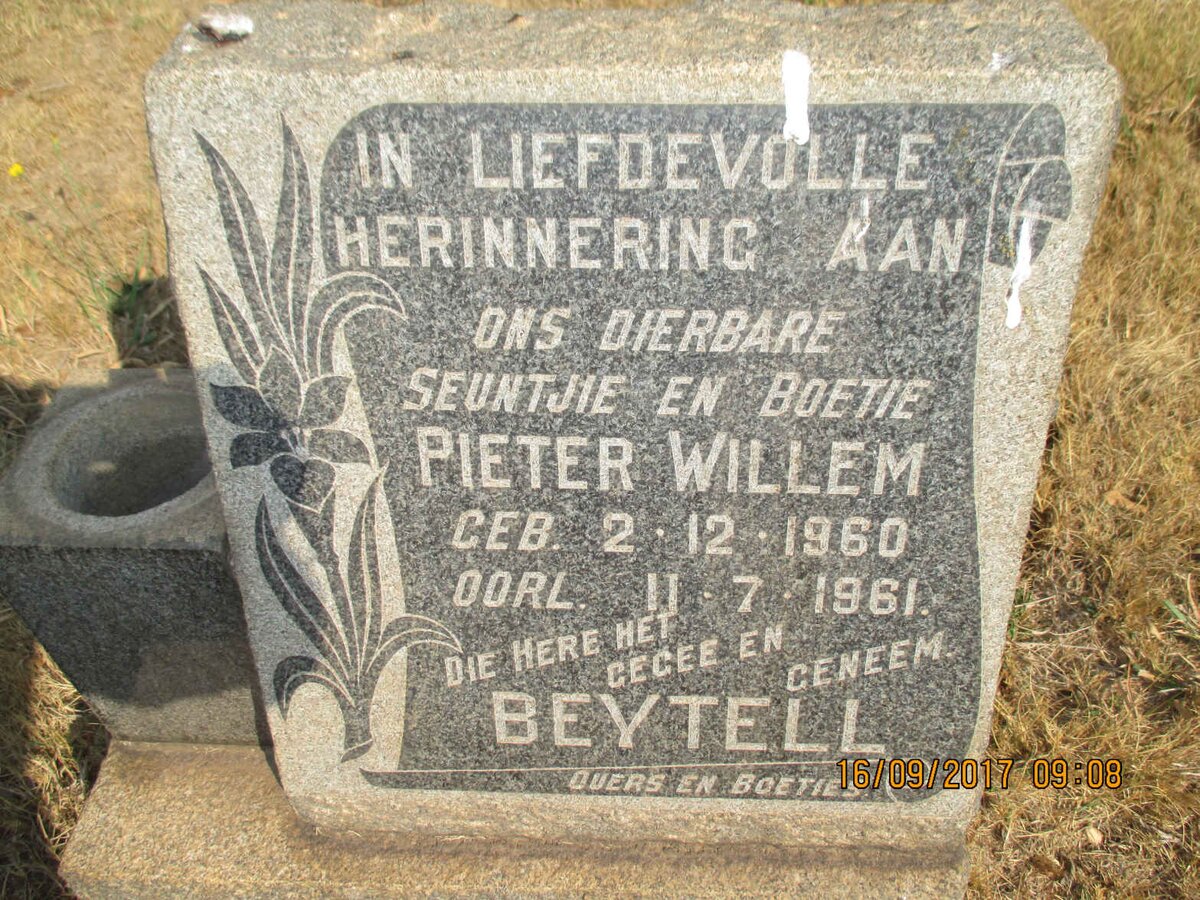 IN LIEFDEVOLLE
HERINNERING AAN
ONS DIERBARE
SEUNTJIE EN BOETIE
PIETER WILLEM
GEB. 2·12·1960
OORL. 11·7·1961.
DIE HERE HET
GEGEE EN
GENEEM.
BEYTELL
OUERS EN BOETIE
16/09/2017 09:08